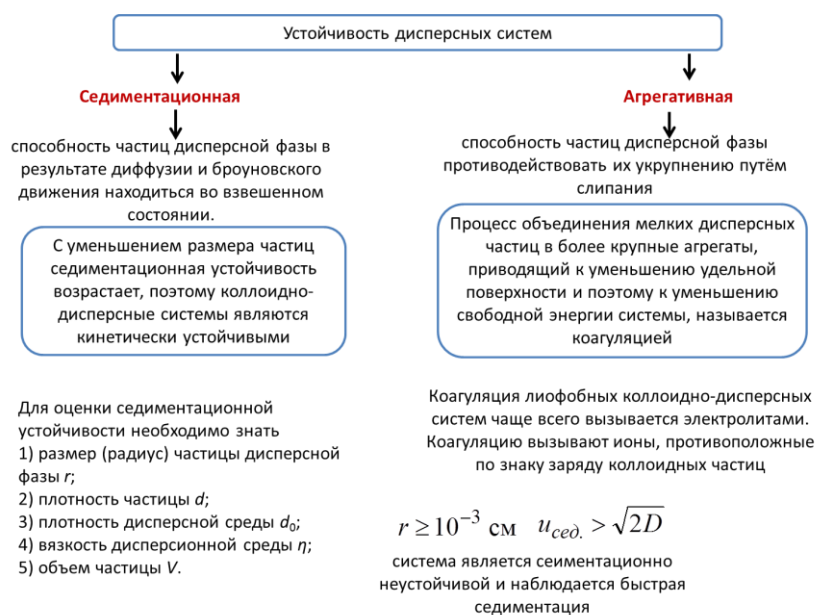 Устойчивость дисперсных систем
Седиментационная
способность частиц дисперсной фазы в
результате диффузии и броуновского
движения находиться во взвешенном
состоянии.
С уменьшением размера частиц
седиментационная устойчивость
возрастает, поэтому коллоидно-
дисперсные системы являются
кинетически устойчивыми
Для оценки седиментационной
устойчивости необходимо знать
1) размер (радиус) частицы дисперсной
фазы r;
2) плотность частицы d;
3) плотность дисперсной среды d₀;
4) вязкость дисперсионной среды η;
5) объем частицы V.
Агрегативная
способность частиц дисперсной фазы
противодействовать их укрупнению путём
слипания
Процесс объединения мелких дисперсных
частиц в более крупные агрегаты,
приводящий к уменьшению удельной
поверхности и поэтому к уменьшению
свободной энергии системы, называется
коагуляцией
Коагуляция лиофобных коллоидно-дисперсных
систем чаще всего вызывается электролитами.
Коагуляцию вызывают ионы, противоположные
по знаку заряду коллоидных частиц
r ≥ 10⁻³ см u_сед. > √2D
система является сиементационно
неустойчивой и наблюдается быстрая
седиментация